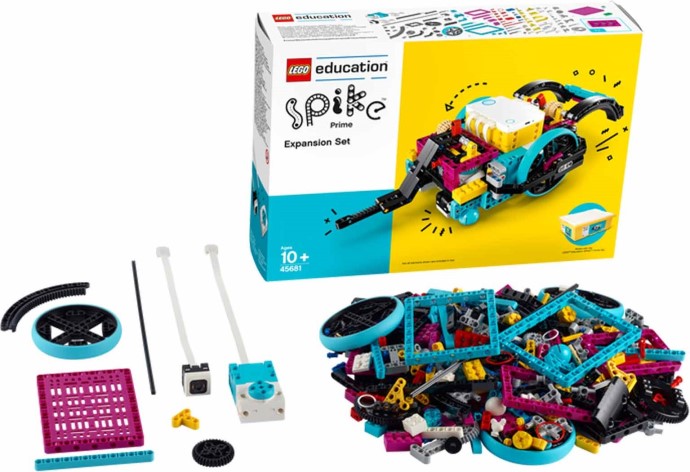 LEGO education
spike
Prime
Expansion Set
Ages
10+
45681